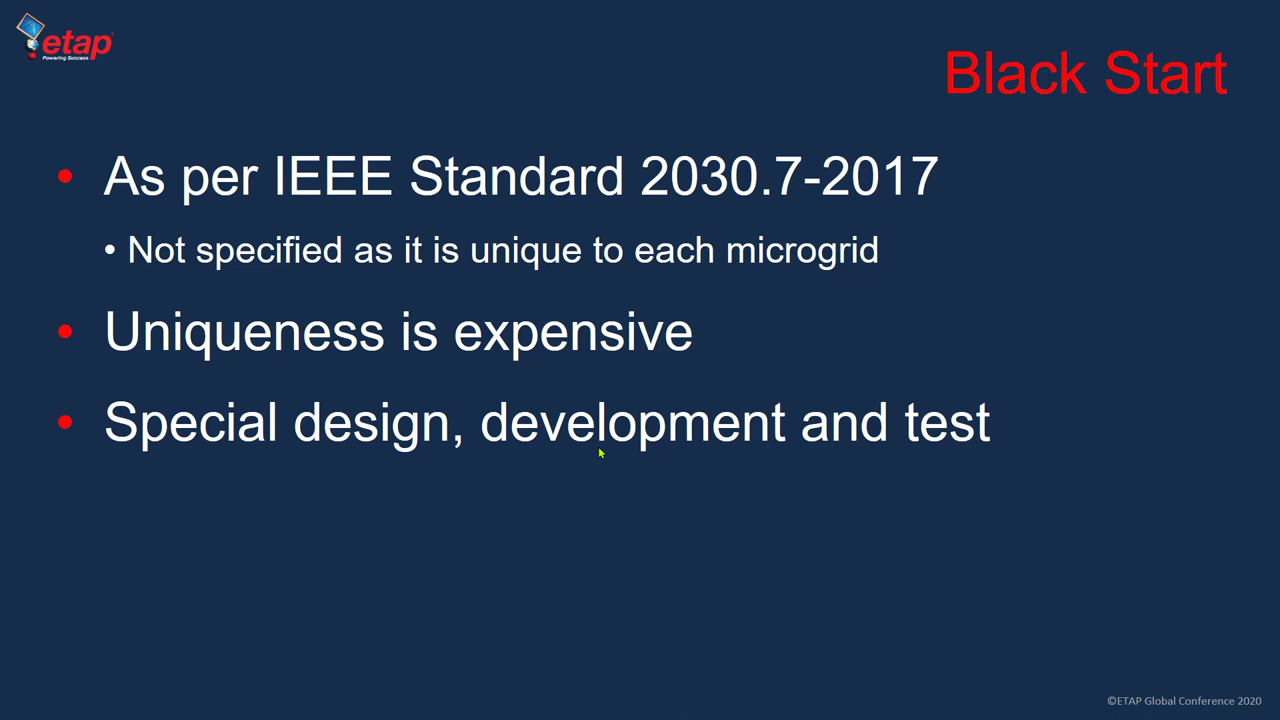 etap
Powering Success
Black Start
• As per IEEE Standard 2030.7-2017
• Not specified as it is unique to each microgrid
• Uniqueness is expensive
• Special design, development and test
©ETAP Global Conference 2020